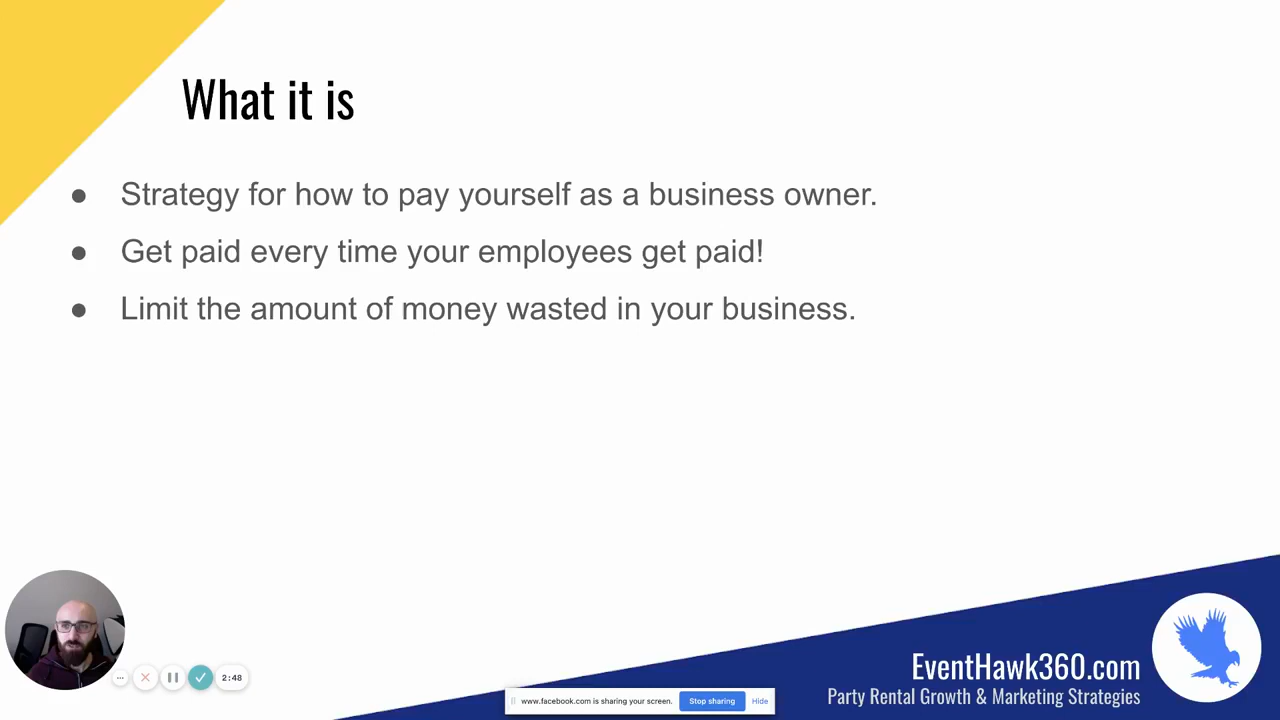 What it is
● Strategy for how to pay yourself as a business owner.
● Get paid every time your employees get paid!
● Limit the amount of money wasted in your business.
2:48
EventHawk360.com
Party Rental Growth & Marketing Strategies
www.facebook.com is sharing your screen. Stop sharing Hide